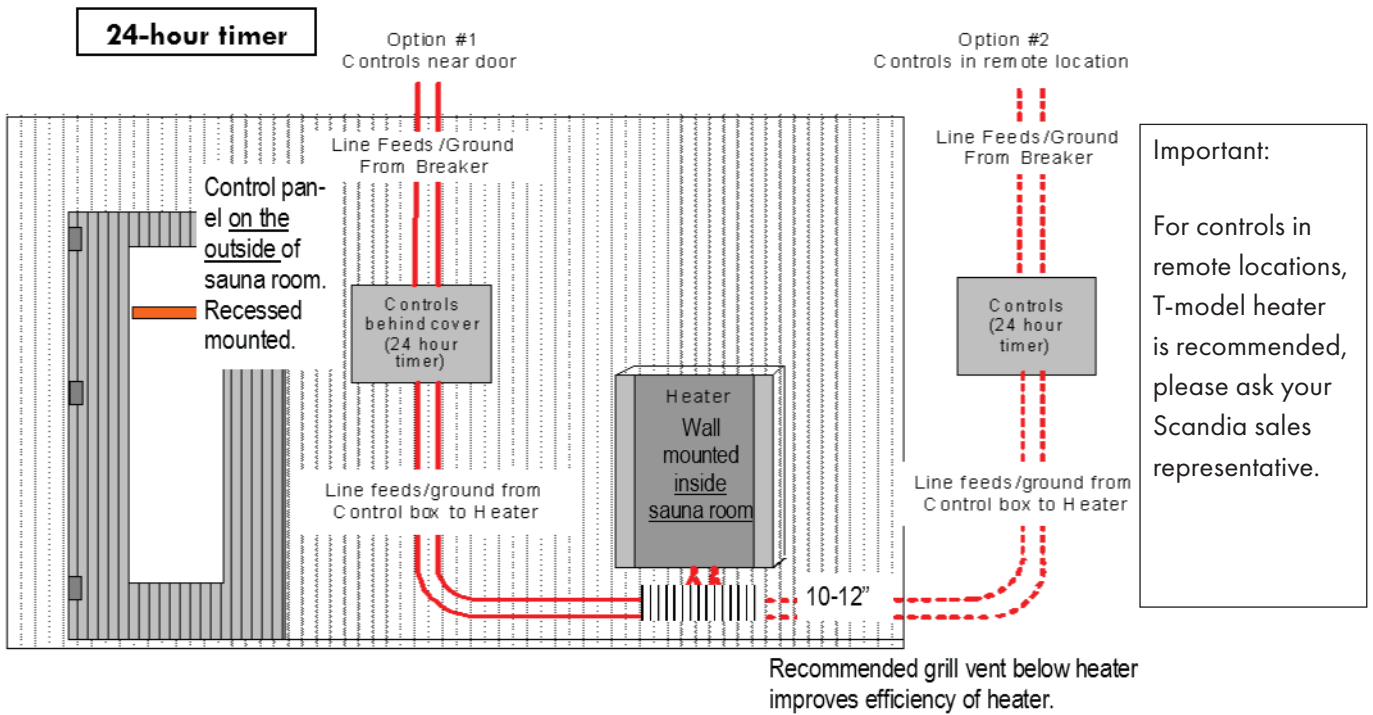 24-hour timer
Option #1
Controls near door
Option #2
Controls in remote location
Line Feeds/Ground
From Breaker
Line Feeds/Ground
From Breaker
Control pan-
el on the
outside of
sauna room.
Recessed
mounted.
Controls
behind cover
(24 hour
timer)
Controls
(24 hour
timer)
Heater
Wall
mounted
inside
sauna room
Line feeds/ground from
Control box to Heater
Line feeds/ground from
Control box to Heater
10-12”
Recommended grill vent below heater
improves efficiency of heater.
Important:
For controls in
remote locations,
T-model heater
is recommended,
please ask your
Scandia sales
representative.